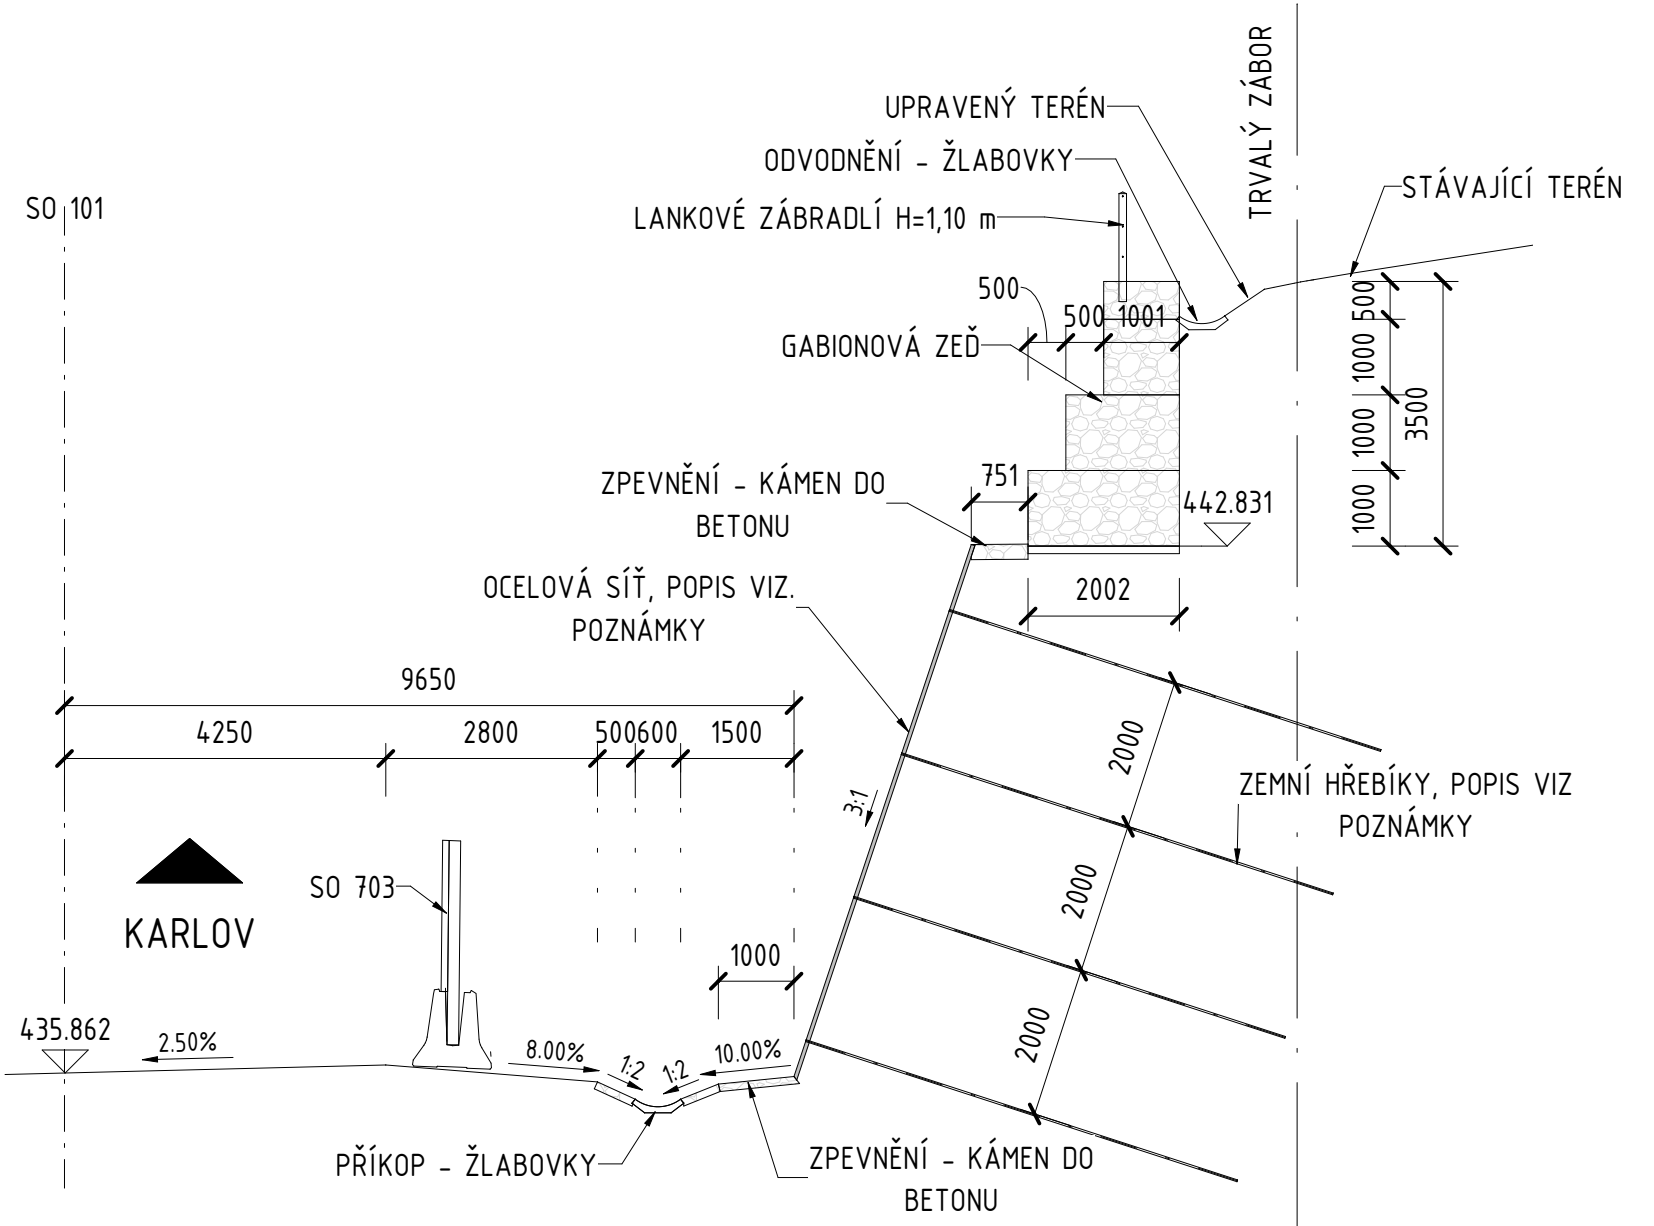 TRVALÝ ZÁBOR
UPRAVENÝ TERÉN
ODVODNĚNÍ - ŽLABOVKY
STÁVAJÍCÍ TERÉN
SO 101
LANKOVÉ ZÁBRADLÍ H=1,10 m
500
500 1001
500
GABIONOVÁ ZEĎ
1000
3500
1000
751
ZPEVNĚNÍ - KÁMEN DO
BETONU
442.831
1000
OCELOVÁ SÍŤ, POPIS VIZ.
POZNÁMKY
2002
9650
4250
2800
500
600
1500
2000
3:1
ZEMNÍ HŘEBÍKY, POPIS VIZ
POZNÁMKY
SO 703
2000
KARLOV
1000
435.862
2.50%
8.00%
1:2
1:2
10.00%
2000
PŘÍKOP - ŽLABOVKY
ZPEVNĚNÍ - KÁMEN DO
BETONU